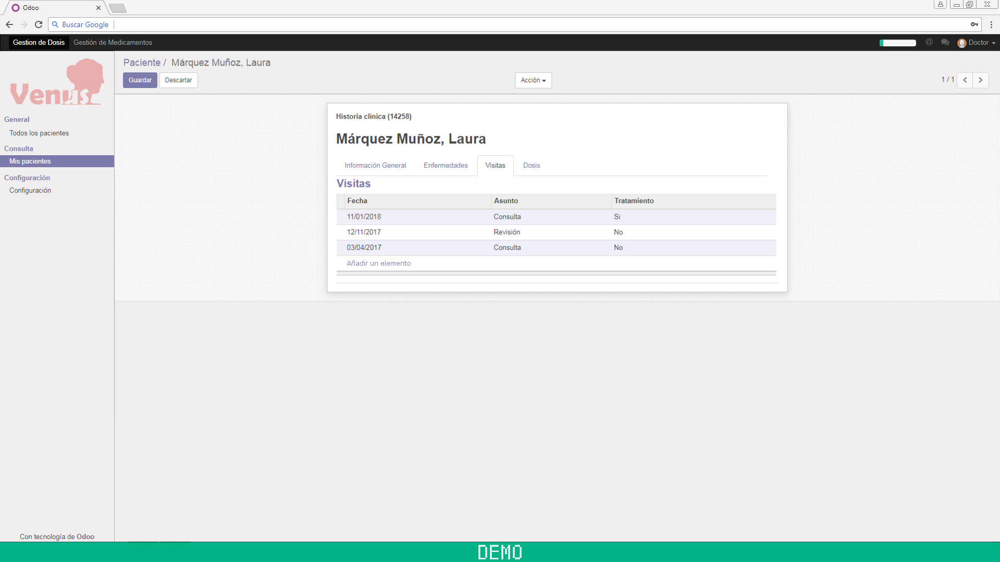 Odoo
Buscar Google
Gestion de Dosis
Gestión de Medicamentos
@
Doctor
Venus
General
Todos los pacientes
Consulta
Mis pacientes
Configuración
Configuración
Paciente / Márquez Muñoz, Laura
Guardar
Descartar
Acción
1 / 1
Historia clínica (14258)
Márquez Muñoz, Laura
Información General
Enfermedades
Visitas
Dosis
Visitas
Fecha Asunto Tratamiento
11/01/2018 Consulta Si
12/11/2017 Revisión No
03/04/2017 Consulta No
Añadir un elemento
Con tecnología de Odoo
DEMO